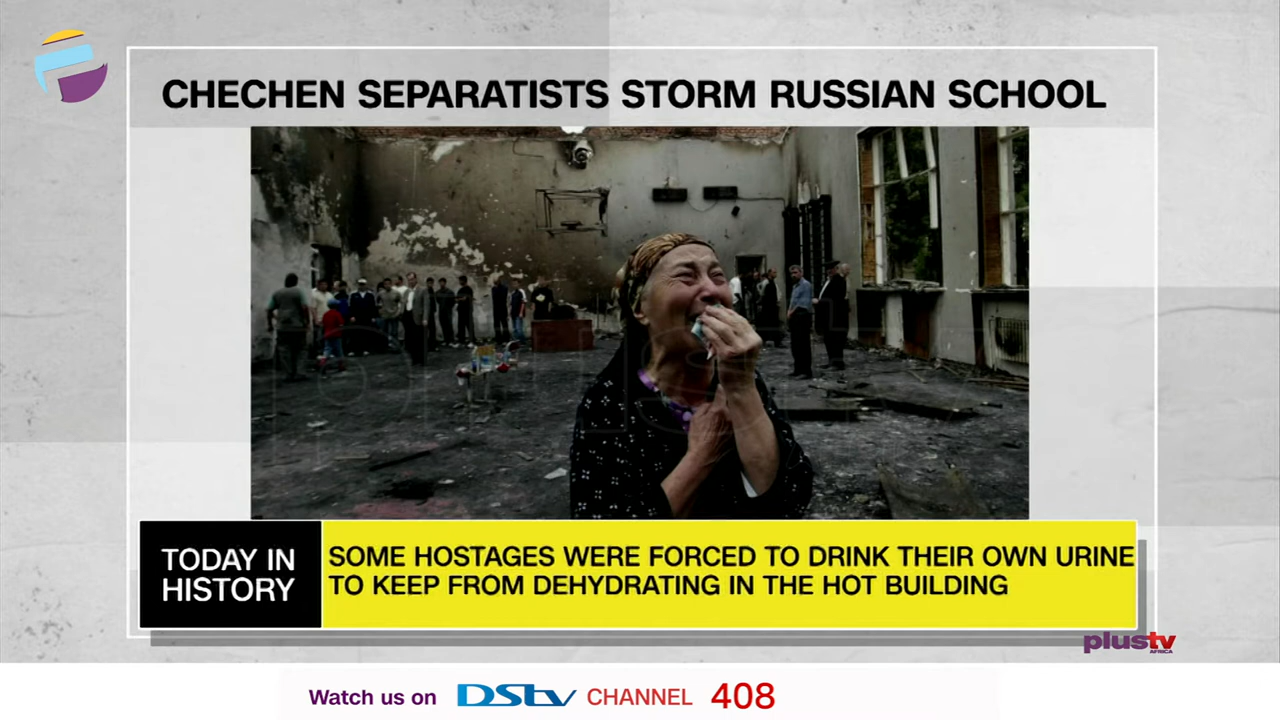 CHECHEN SEPARATISTS STORM RUSSIAN SCHOOL
plustv
TODAY IN
HISTORY
SOME HOSTAGES WERE FORCED TO DRINK THEIR OWN URINE
TO KEEP FROM DEHYDRATING IN THE HOT BUILDING
plustv
AFRICA
Watch us on DStv CHANNEL 408